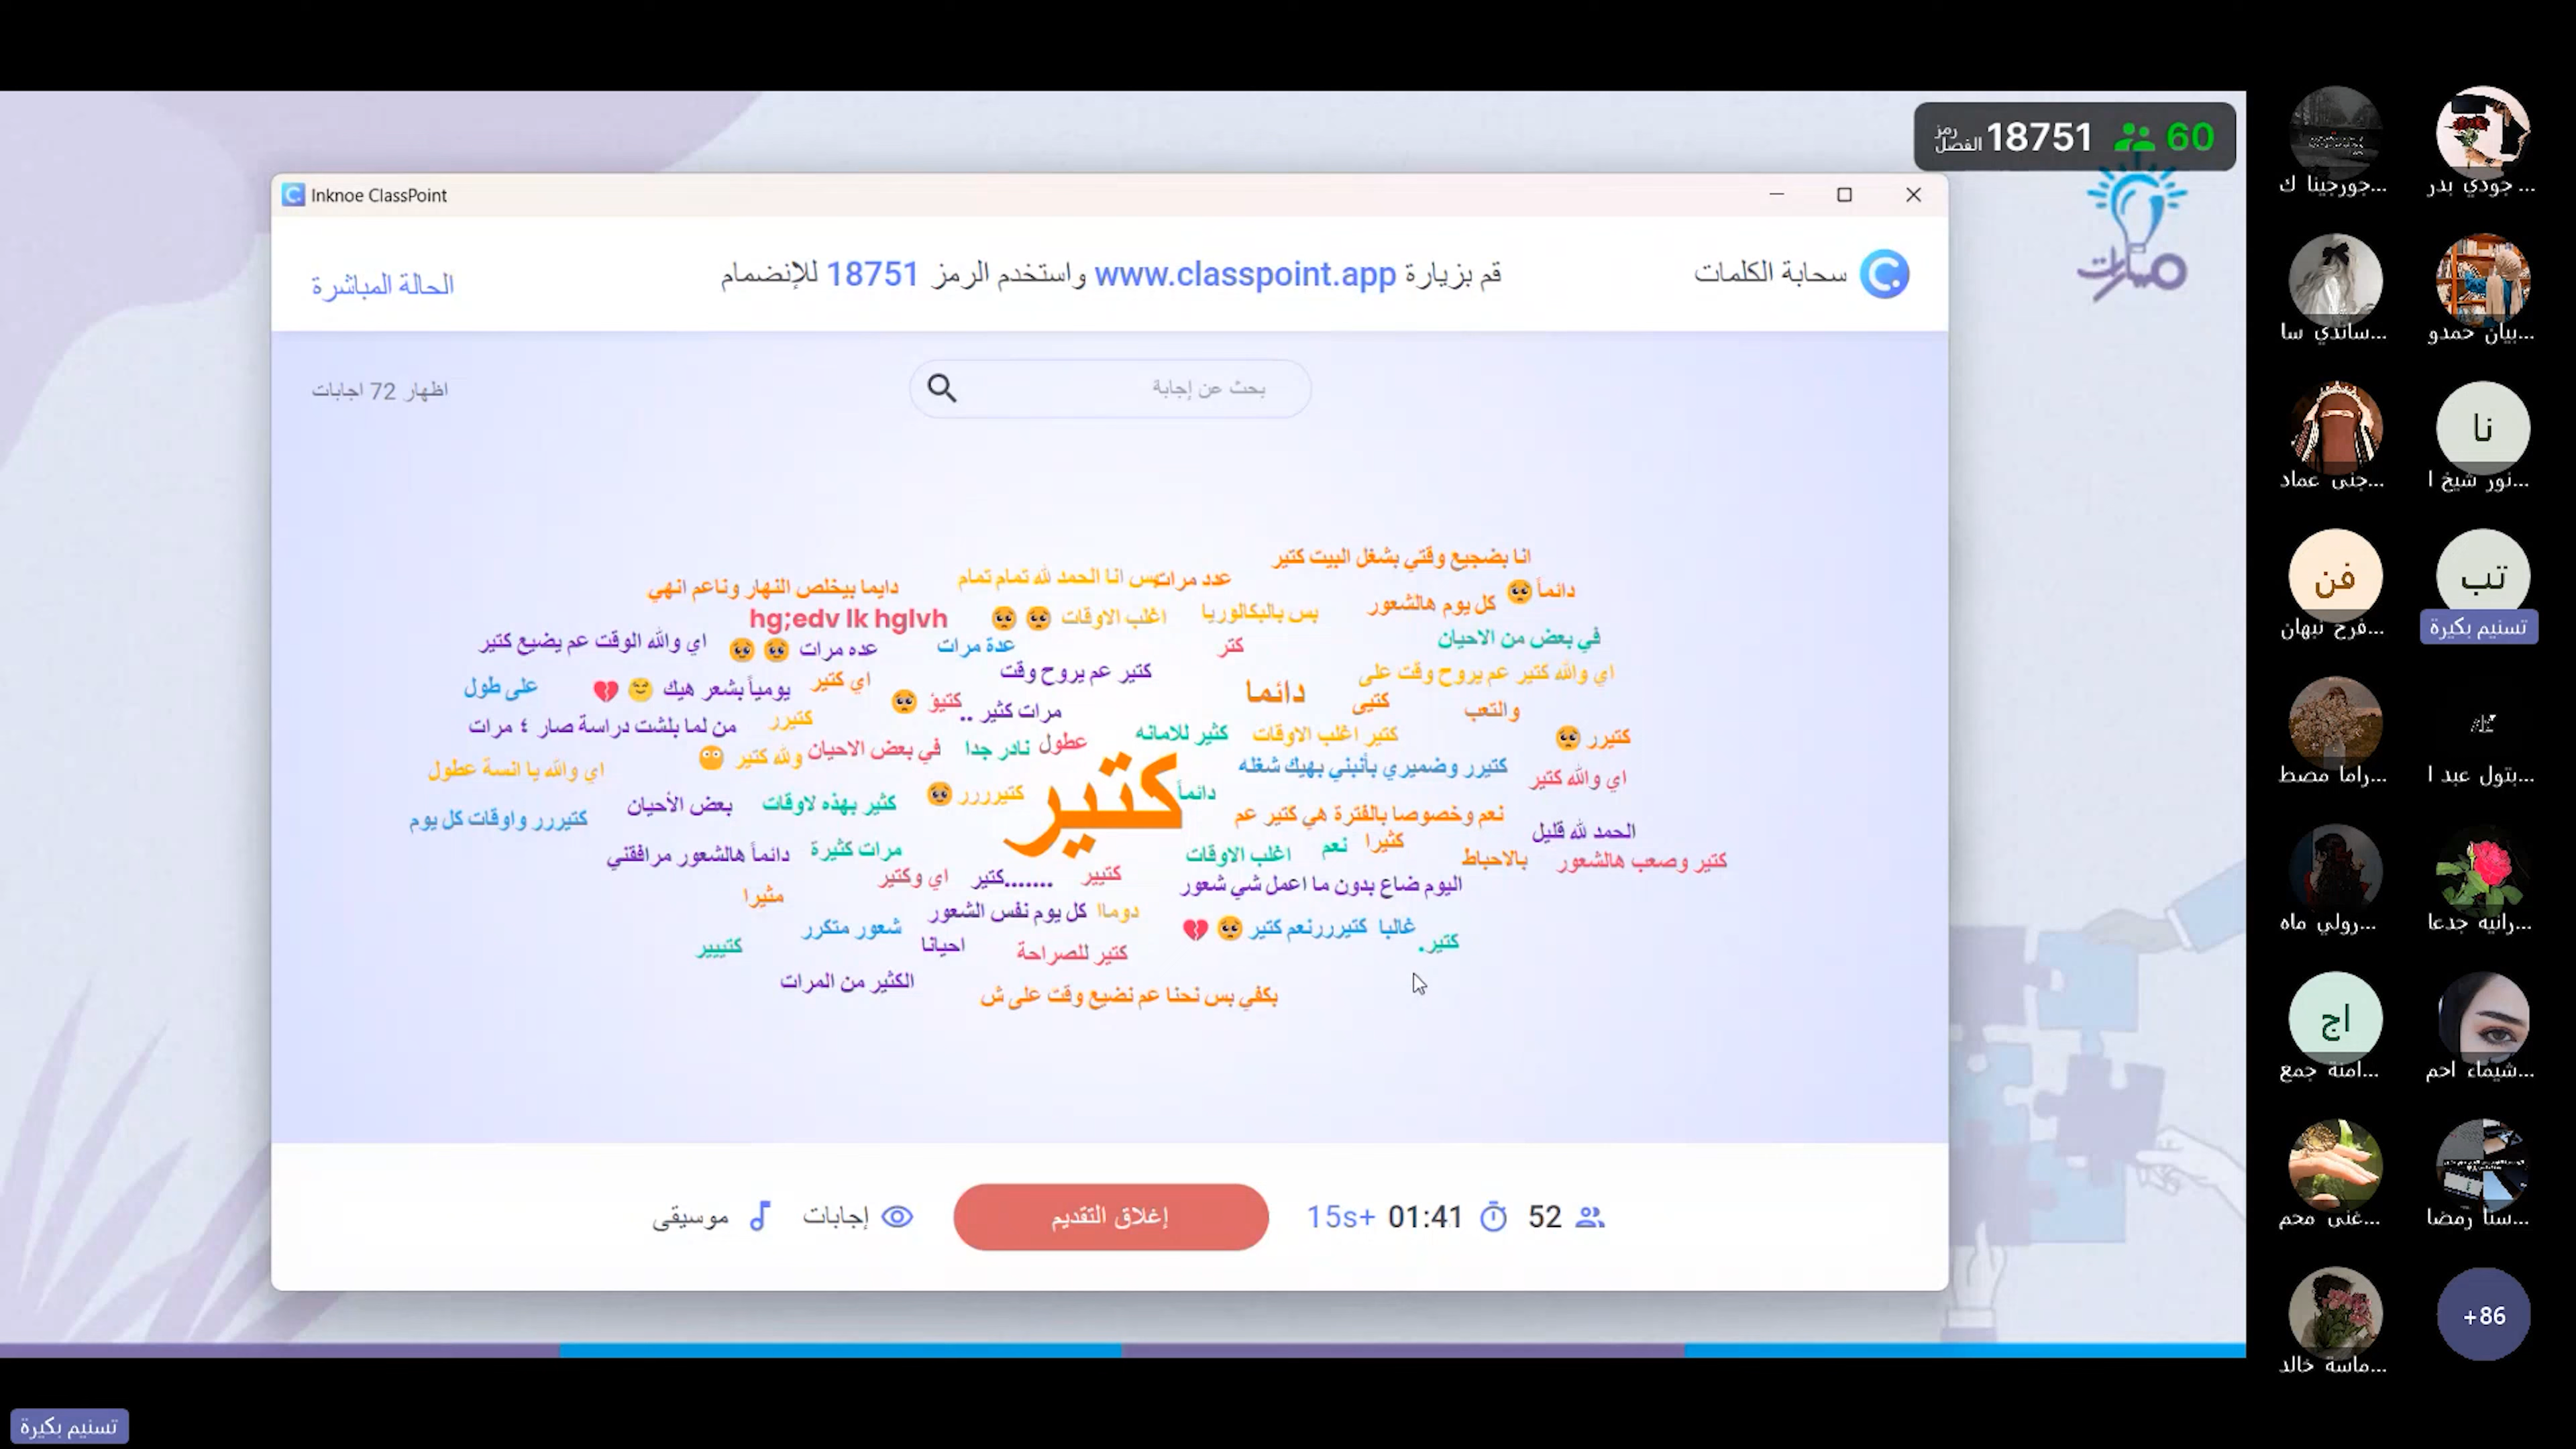 رمز الفصل 18751 60
Inknoe ClassPoint
سحابة الكلمات
قم بزيارة www.classpoint.app واستخدم الرمز 18751 للإنضمام
الحالة المباشرة
مسارات
بحث عن إجابة
اظهار 72 اجابات
انا بضجيع وقتي بشغل البيت كتير
عدد مرات
بس انا الحمد لله تمام تمام
دايما بيخلص النهار وناعم انهي
دائماً 🥺
كل يوم هالشعور
بس بالبكالوريا
اغلب الاوقات 🥺 🥺
hg;edv lk hglvh
في بعض من الاحيان
كتر
عدة مرات
عده مرات 🥺 🥺
اي والله الوقت عم يضيع كتير
اي والله كتير عم يروح وقت على
كتير عم يروح وقت
اي كتير
يومياً بشعر هيك 😔 💔
على طول
دائما
كتيى
والتعب
كتيؤ 🥺
مرات كثير ..
كتيرر
من لما بلشت دراسة صار ٤ مرات
كتيرر 🥺
كتير اغلب الاوقات
كثير للامانه
عطول
نادر جدا
في بعض الاحيان
ولله كتير 😳
اي والله يا انسة عطول
كتيرر وضميري بأنبني بهيك شغله
اي والله كتير
كتير
دائماً
كتيرررر 🥺
كثير بهذه لاوقات
بعض الأحيان
كتيررر واوقات كل يوم
نعم وخصوصا بالفترة هي كتير عم
الحمد لله قليل
كثيرا
نعم
اغلب الاوقات
مرات كثيرة
دائماً هالشعور مرافقني
كتير وصعب هالشعور
بالاحباط
كتيير
كتير.......
اي وكتير
اليوم ضاع بدون ما اعمل شي شعور
مثيرا
دوماا
كل يوم نفس الشعور
شعور متكرر
غالبا
كتيرررنعم كتير 🥺 💔
كتير.
احيانا
كتيييير
كتير للصراحة
الكثير من المرات
بكفي بس نحنا عم نضيع وقت على ش
52 01:41 15s+
إغلاق التقديم
إجابات
موسيقى
جودي بدر ...
جورجينا ك...
بيان حمدو...
ساندي سا...
نا
نور شيخ ا...
جنى عماد...
تب
تسنيم بكيرة
فن
فرح نبهان...
بتول عبد ا...
راما مصط...
رانيه جدعا...
رولي ماه...
شيماء احم...
اج
امنة جمع...
سنا رمضا...
غنى محم...
+86
ماسة خالد...
تسنيم بكيرة